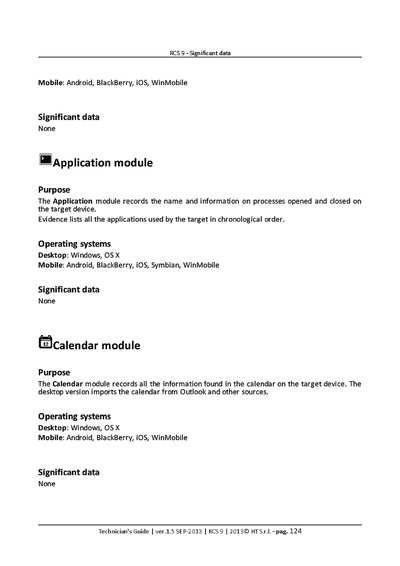 RCS 9 - Significant data
Mobile: Android, BlackBerry, iOS, WinMobile
Significant data
None
Application module
Purpose
The Application module records the name and information on processes opened and closed on
the target device.
Evidence lists all the applications used by the target in chronological order.
Operating systems
Desktop: Windows, OS X
Mobile: Android, BlackBerry, iOS, Symbian, WinMobile
Significant data
None
Calendar module
Purpose
The Calendar module records all the information found in the calendar on the target device. The
desktop version imports the calendar from Outlook and other sources.
Operating systems
Desktop: Windows, OS X
Mobile: Android, BlackBerry, iOS, WinMobile
Significant data
None
Technician's Guide | ver.1.5 SEP-2013 | RCS 9 | 2013© HT S.r.l. - pag. 124